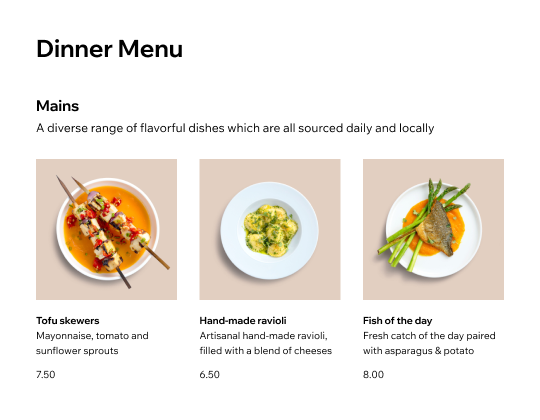 Dinner Menu
Mains
A diverse range of flavorful dishes which are all sourced daily and locally
Tofu skewers
Mayonnaise, tomato and
sunflower sprouts
7.50
Hand-made ravioli
Artisanal hand-made ravioli,
filled with a blend of cheeses
6.50
Fish of the day
Fresh catch of the day paired
with asparagus & potato
8.00